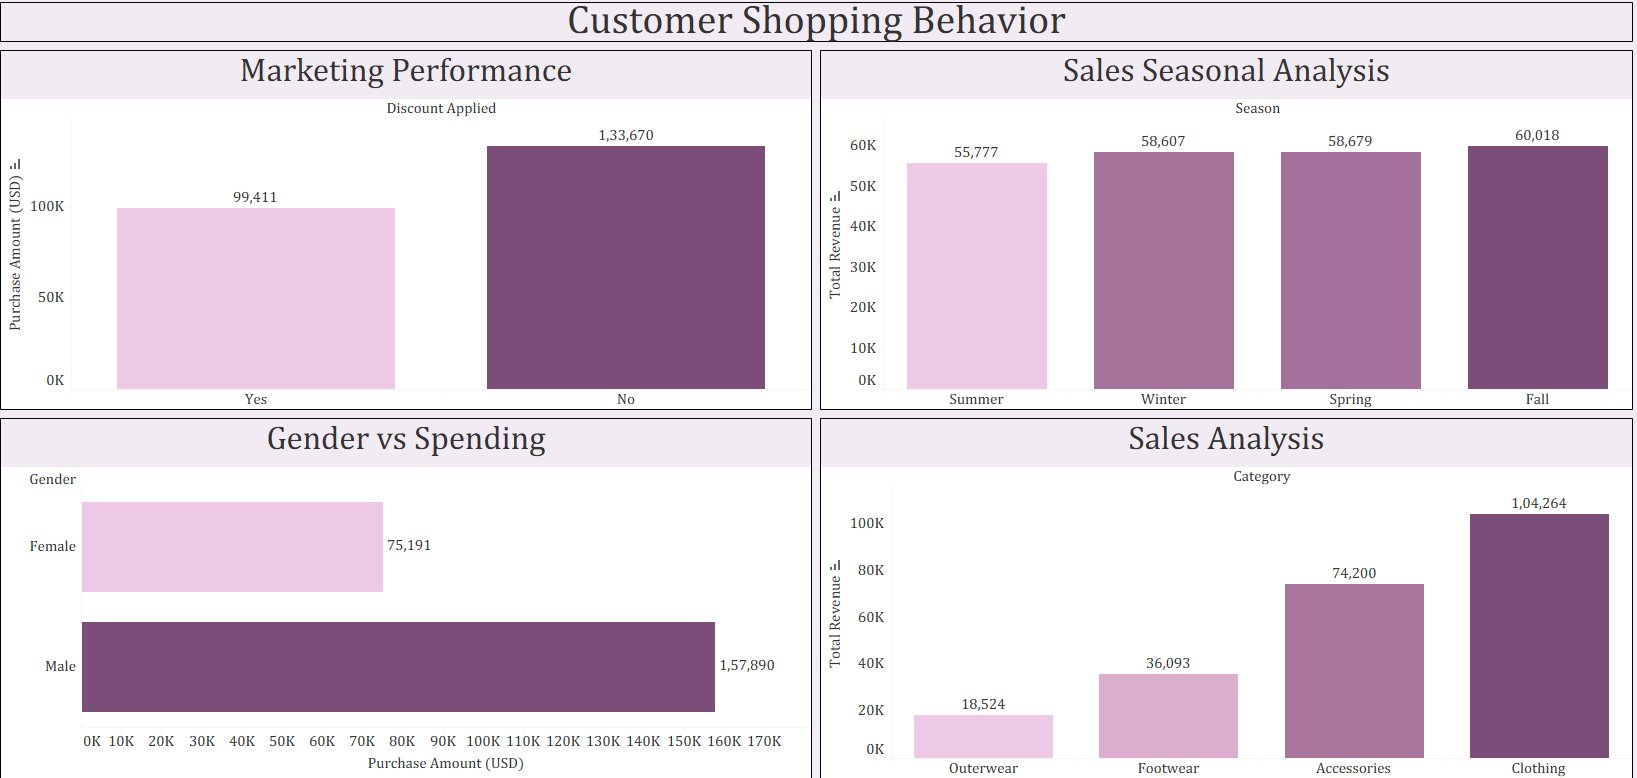 Customer Shopping Behavior
Marketing Performance
Discount Applied
Purchase Amount (USD)
100K
50K
0K
99,411
1,33,670
Yes
No
Sales Seasonal Analysis
Season
Total Revenue
60K
50K
40K
30K
20K
10K
0K
55,777
58,607
58,679
60,018
Summer
Winter
Spring
Fall
Gender vs Spending
Gender
Female
75,191
Male
1,57,890
0K 10K 20K 30K 40K 50K 60K 70K 80K 90K 100K 110K 120K 130K 140K 150K 160K 170K
Purchase Amount (USD)
Sales Analysis
Category
Total Revenue
100K
80K
60K
40K
20K
0K
18,524
36,093
74,200
1,04,264
Outerwear
Footwear
Accessories
Clothing